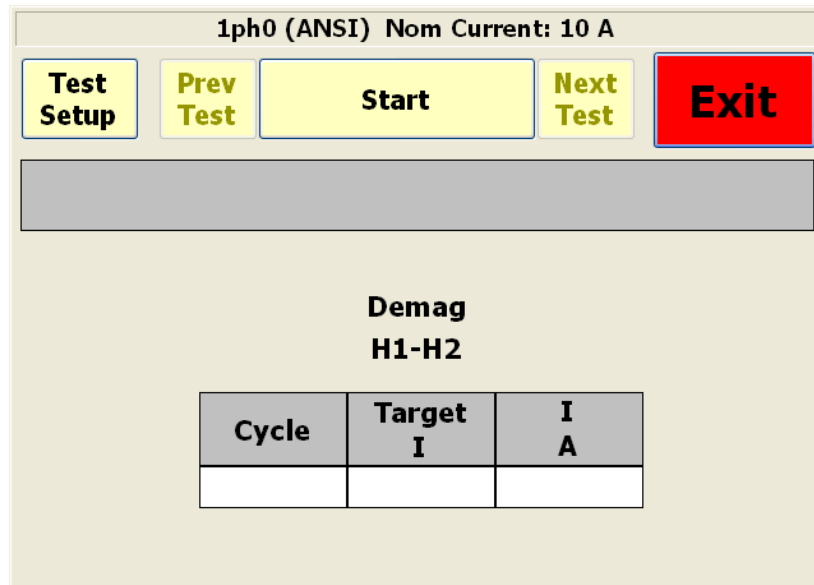 1ph0 (ANSI) Nom Current: 10 A
Test Setup
Prev Test
Start
Next Test
Exit
Demag
H1-H2
Cycle
Target I
I A